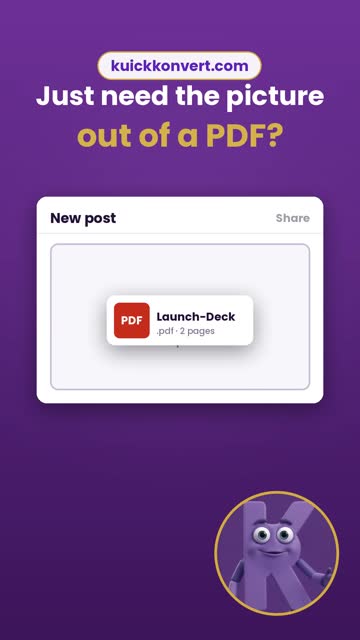 kuickkonvert.com
Just need the picture
out of a PDF?
New post
Share
PDF
Launch-Deck
.pdf · 2 pages
K